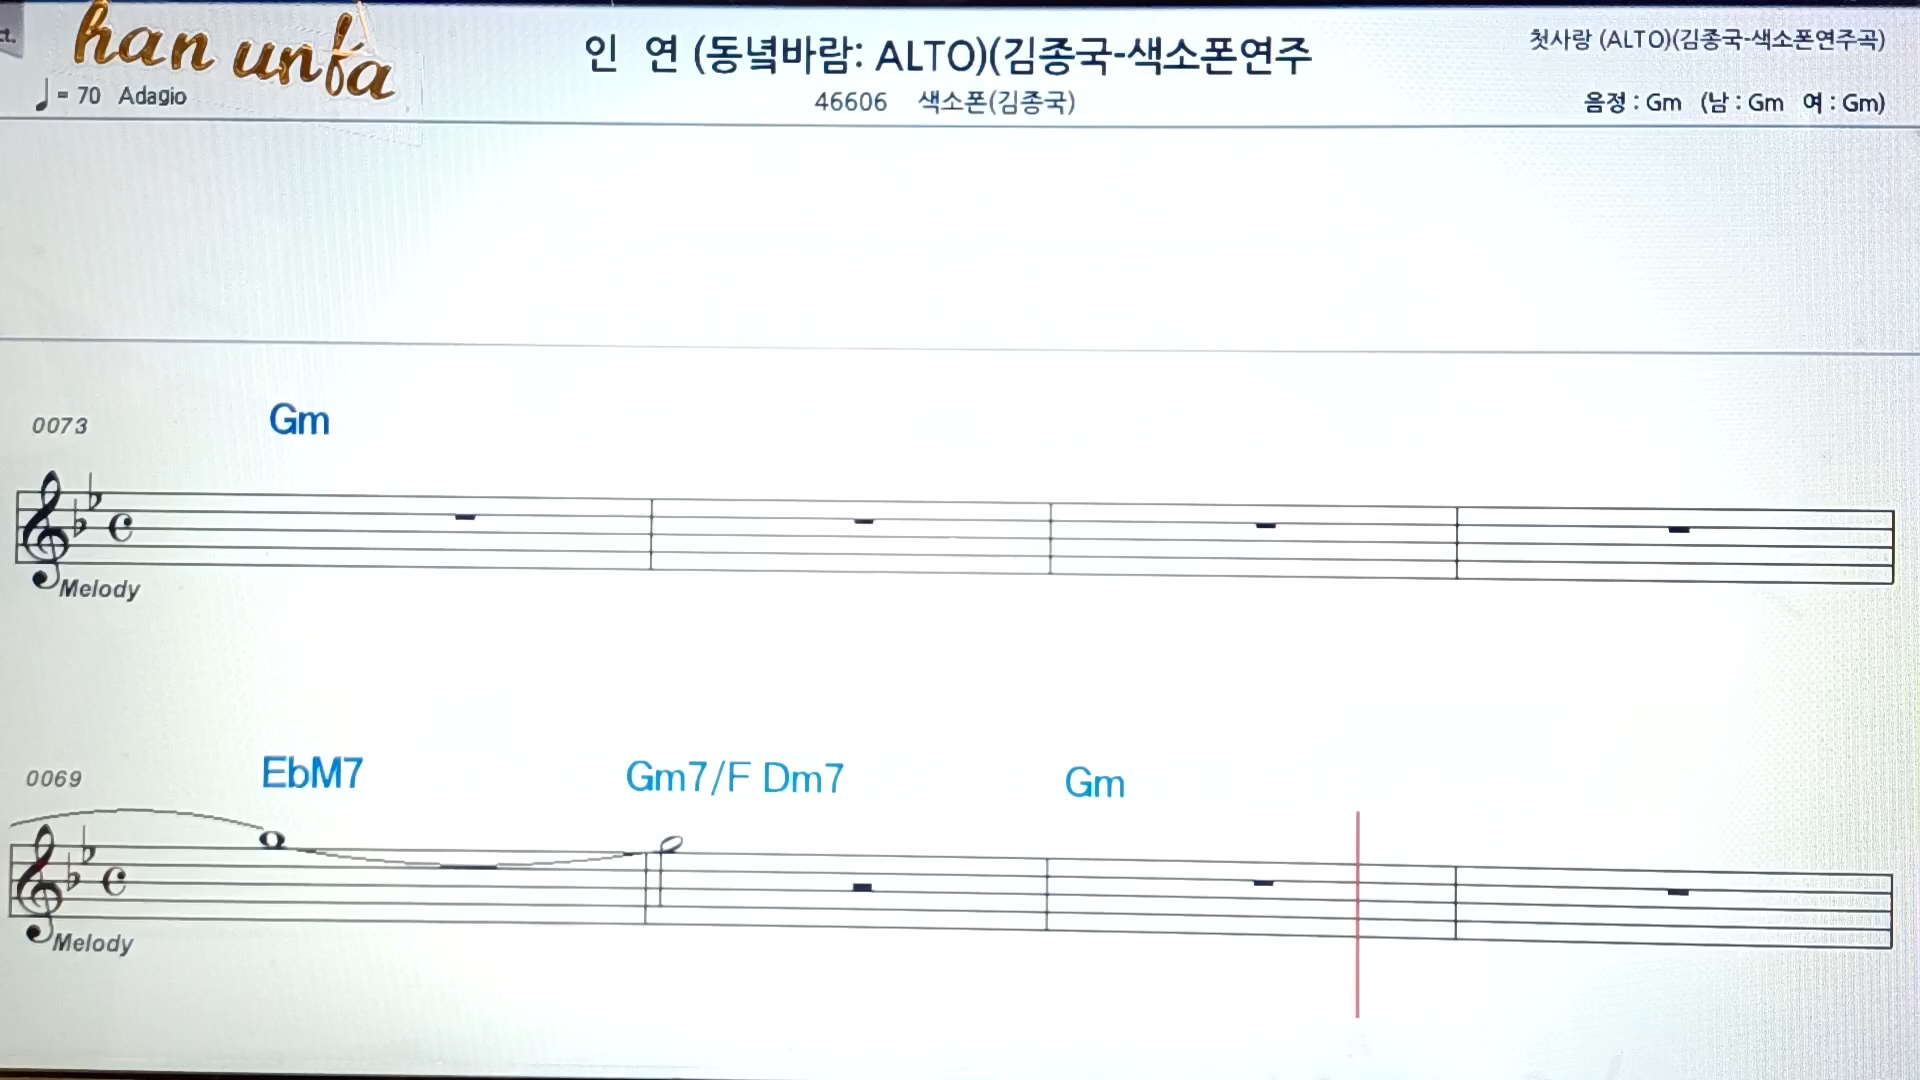 han unfa
♩= 70 Adagio
인 연 (동녘바람: ALTO)(김종국-색소폰연주
46606 색소폰(김종국)
첫사랑 (ALTO)(김종국-색소폰연주곡)
음정 : Gm (남 : Gm 여 : Gm)
0073 Gm
Melody
0069 EbM7 Gm7/F Dm7 Gm
Melody